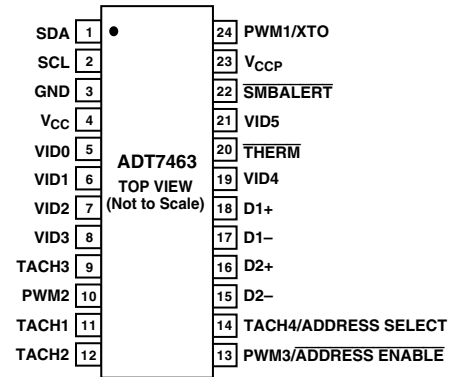 SDA 1
SCL 2
GND 3
VCC 4
VID0 5
VID1 6
VID2 7
VID3 8
TACH3 9
PWM2 10
TACH1 11
TACH2 12
ADT7463
TOP VIEW
(Not to Scale)
24 PWM1/XTO
23 VCCP
22 SMBALERT
21 VID5
20 THERM
19 VID4
18 D1+
17 D1–
16 D2+
15 D2–
14 TACH4/ADDRESS SELECT
13 PWM3/ADDRESS ENABLE